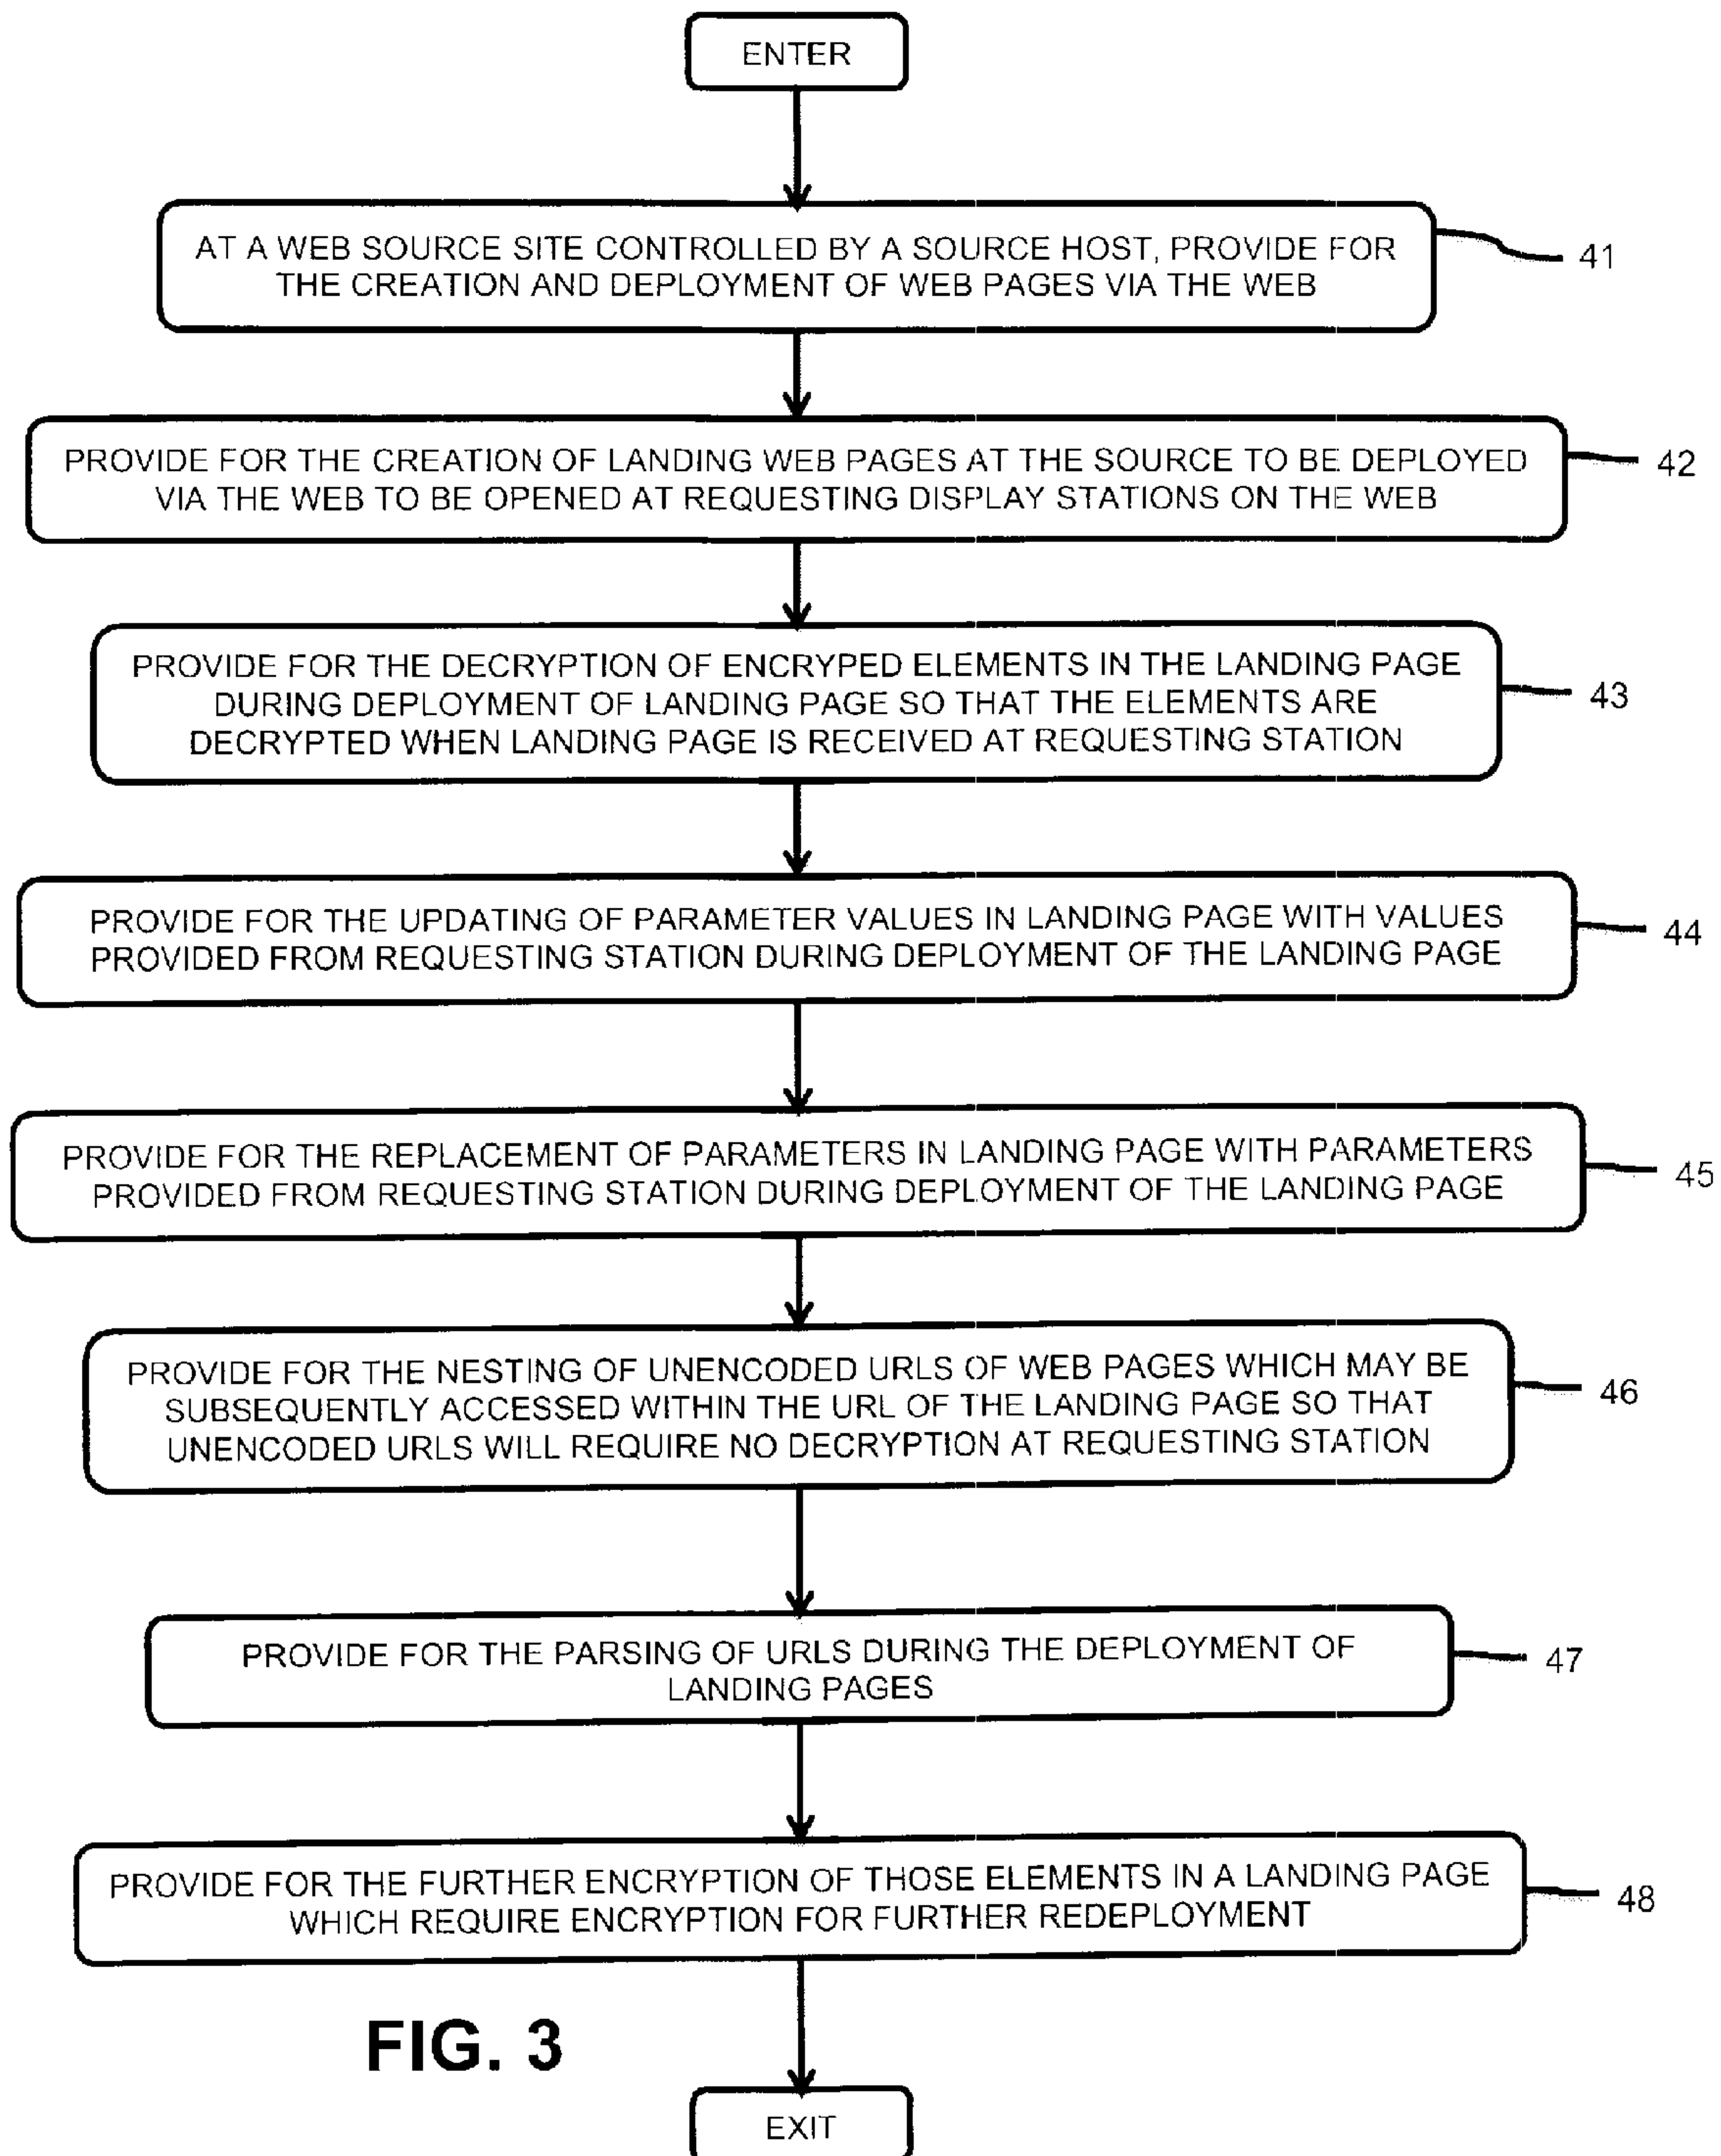 ENTER
AT A WEB SOURCE SITE CONTROLLED BY A SOURCE HOST, PROVIDE FOR
THE CREATION AND DEPLOYMENT OF WEB PAGES VIA THE WEB
41
PROVIDE FOR THE CREATION OF LANDING WEB PAGES AT THE SOURCE TO BE DEPLOYED
VIA THE WEB TO BE OPENED AT REQUESTING DISPLAY STATIONS ON THE WEB
42
PROVIDE FOR THE DECRYPTION OF ENCRYPED ELEMENTS IN THE LANDING PAGE
DURING DEPLOYMENT OF LANDING PAGE SO THAT THE ELEMENTS ARE
DECRYPTED WHEN LANDING PAGE IS RECEIVED AT REQUESTING STATION
43
PROVIDE FOR THE UPDATING OF PARAMETER VALUES IN LANDING PAGE WITH VALUES
PROVIDED FROM REQUESTING STATION DURING DEPLOYMENT OF THE LANDING PAGE
44
PROVIDE FOR THE REPLACEMENT OF PARAMETERS IN LANDING PAGE WITH PARAMETERS
PROVIDED FROM REQUESTING STATION DURING DEPLOYMENT OF THE LANDING PAGE
45
PROVIDE FOR THE NESTING OF UNENCODED URLS OF WEB PAGES WHICH MAY BE
SUBSEQUENTLY ACCESSED WITHIN THE URL OF THE LANDING PAGE SO THAT
UNENCODED URLS WILL REQUIRE NO DECRYPTION AT REQUESTING STATION
46
PROVIDE FOR THE PARSING OF URLS DURING THE DEPLOYMENT OF
LANDING PAGES
47
PROVIDE FOR THE FURTHER ENCRYPTION OF THOSE ELEMENTS IN A LANDING PAGE
WHICH REQUIRE ENCRYPTION FOR FURTHER REDEPLOYMENT
48
FIG. 3
EXIT